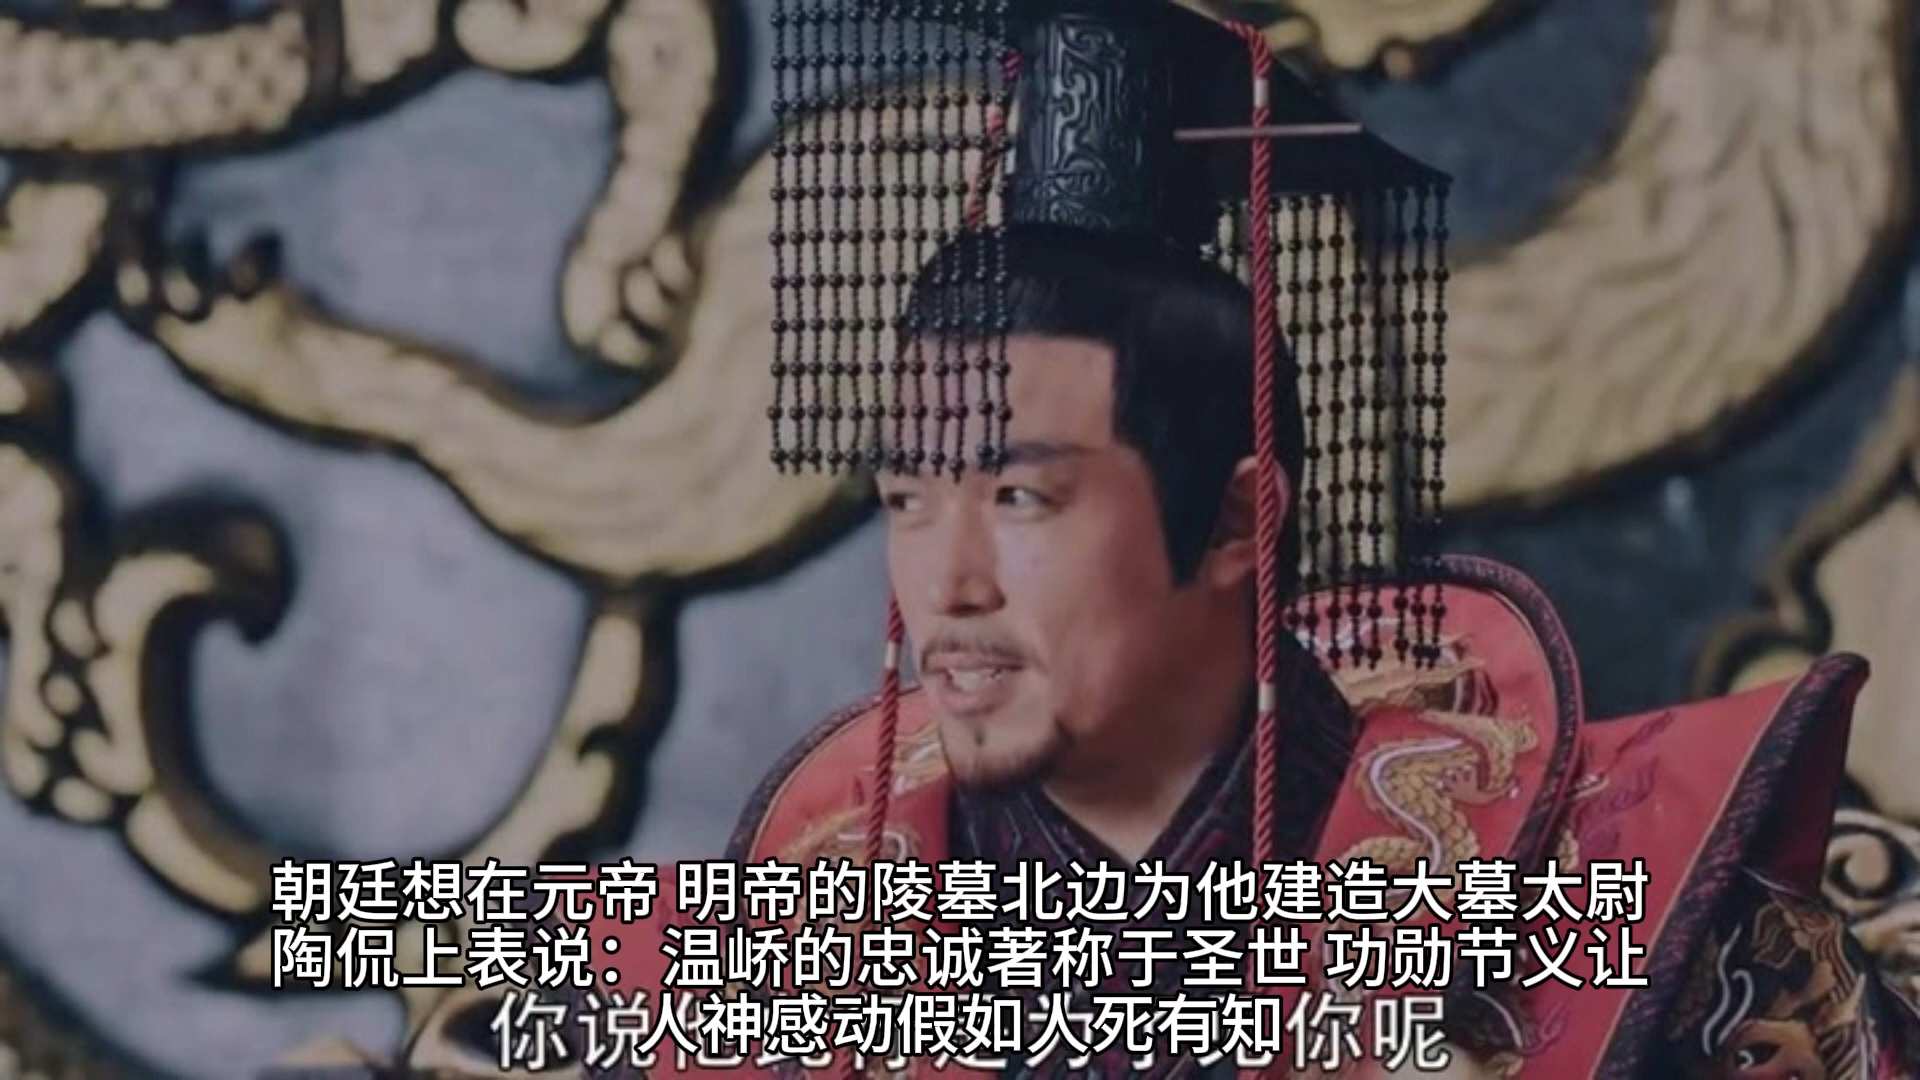 朝廷想在元帝 明帝的陵墓北边为他建造大墓太尉
陶侃上表说：温峤的忠诚著称于圣世 功勋节义让
人神感动假如人死有知
你说他
你呢